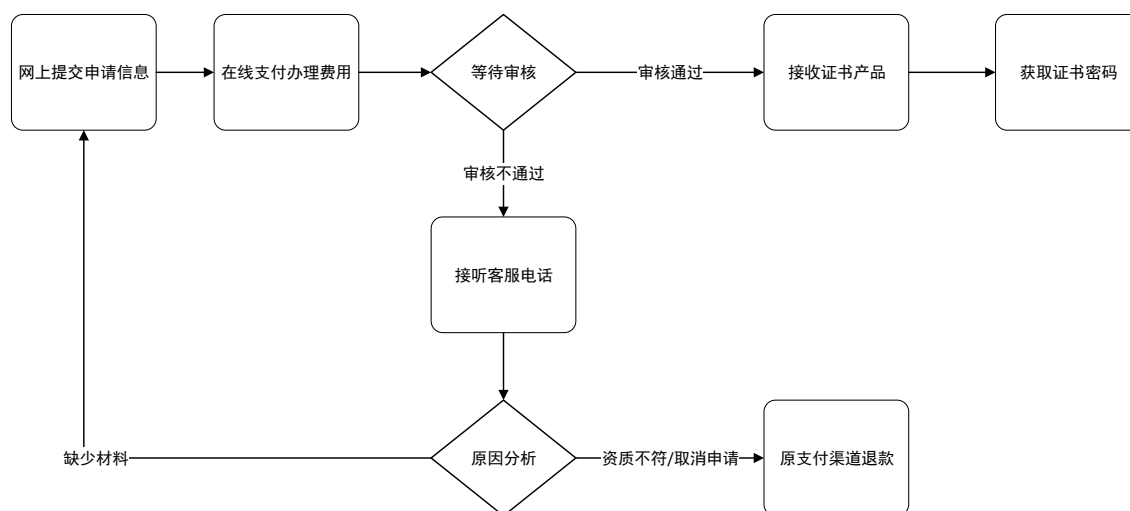 网上提交申请信息
在线支付办理费用
等待审核
审核通过
接收证书产品
获取证书密码
审核不通过
接听客服电话
缺少材料
原因分析
资质不符/取消申请
原支付渠道退款